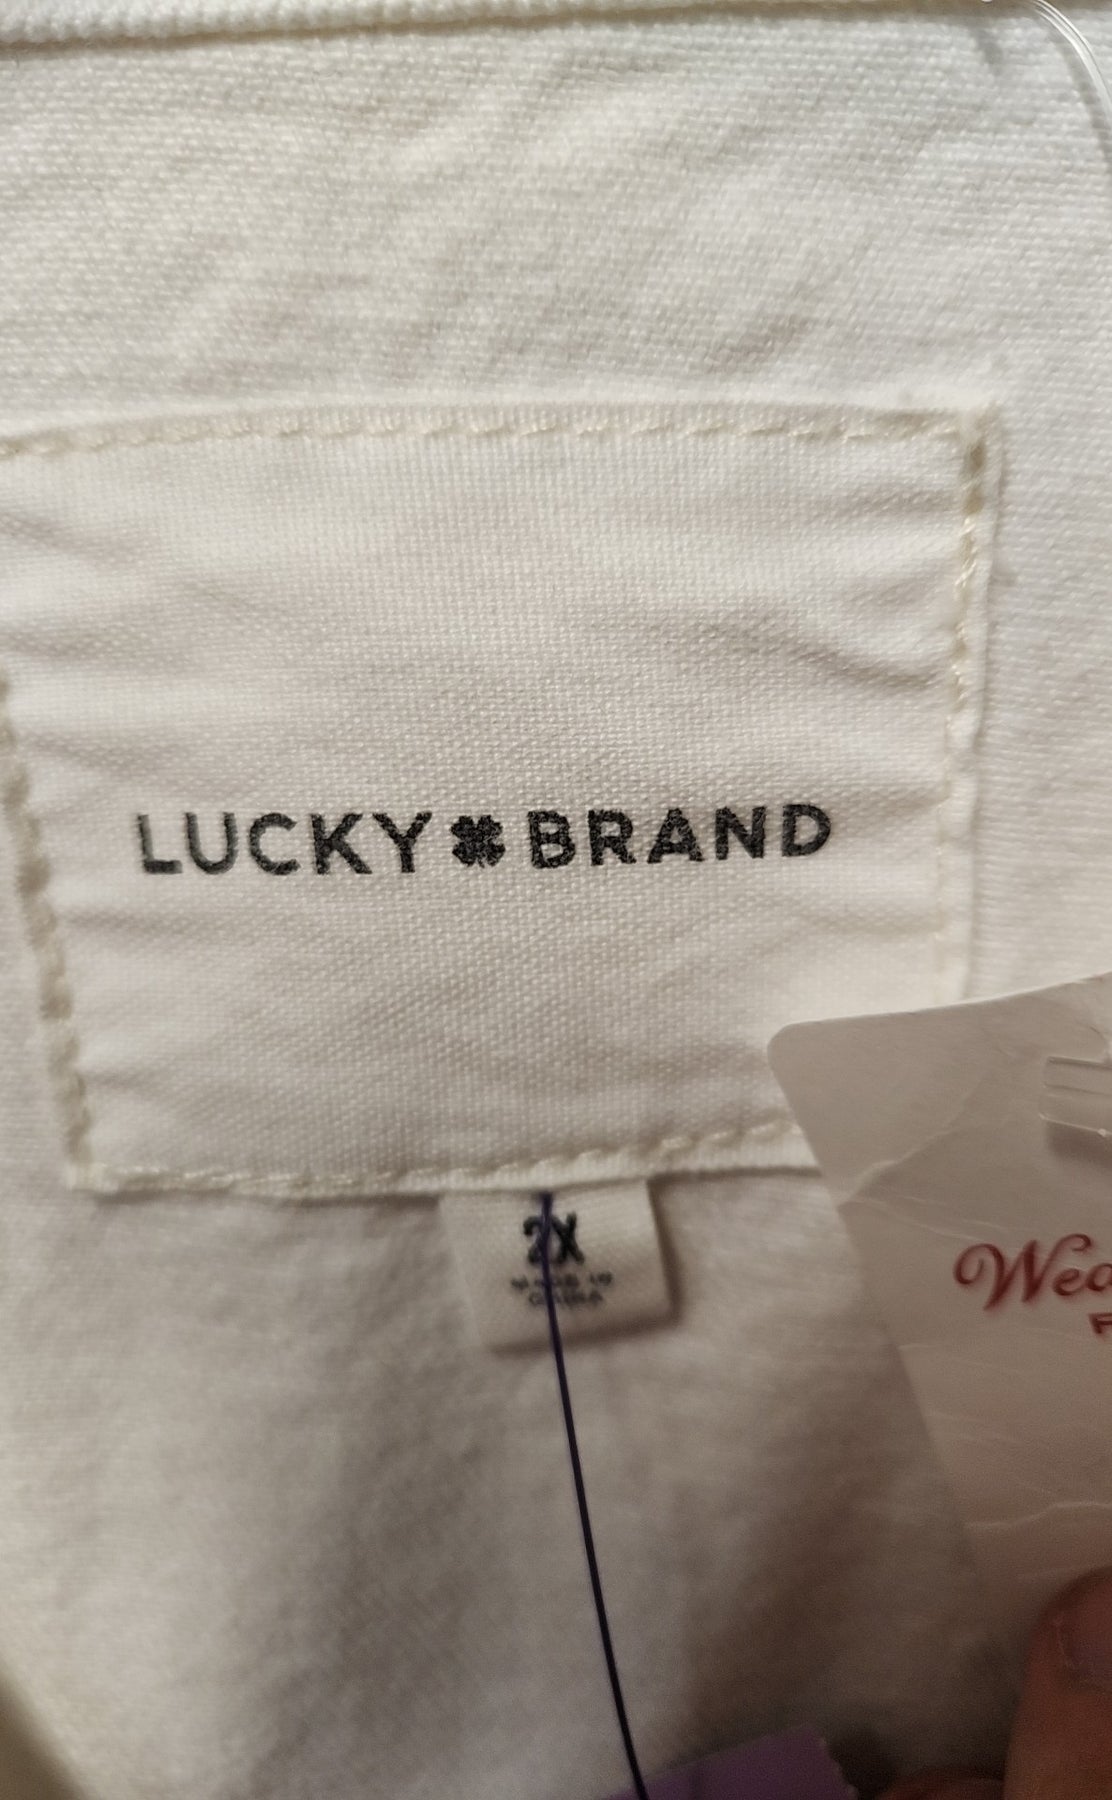 LUCKY BRAND
2X
MADE IN
CHINA